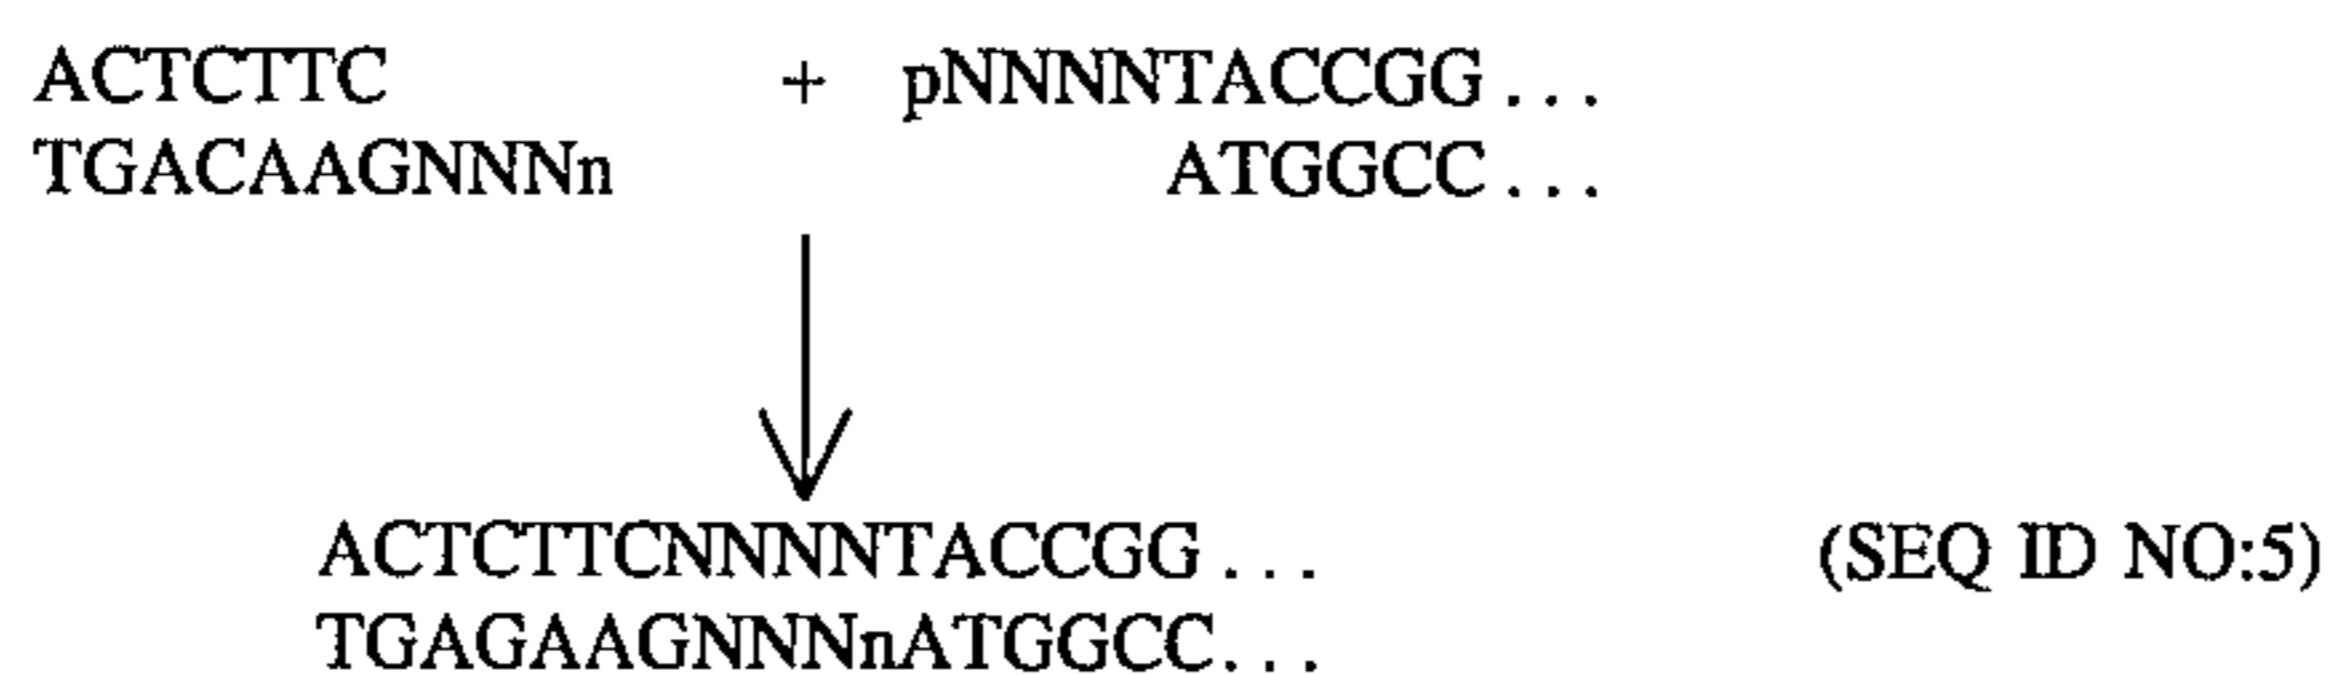 ACTCTTC + pNNNNTACCGG...
TGACAAGNNNn ATGGCC...
ACTCTTCNNNNTACCGG... (SEQ ID NO:5)
TGAGAAGNNNnATGGCC...